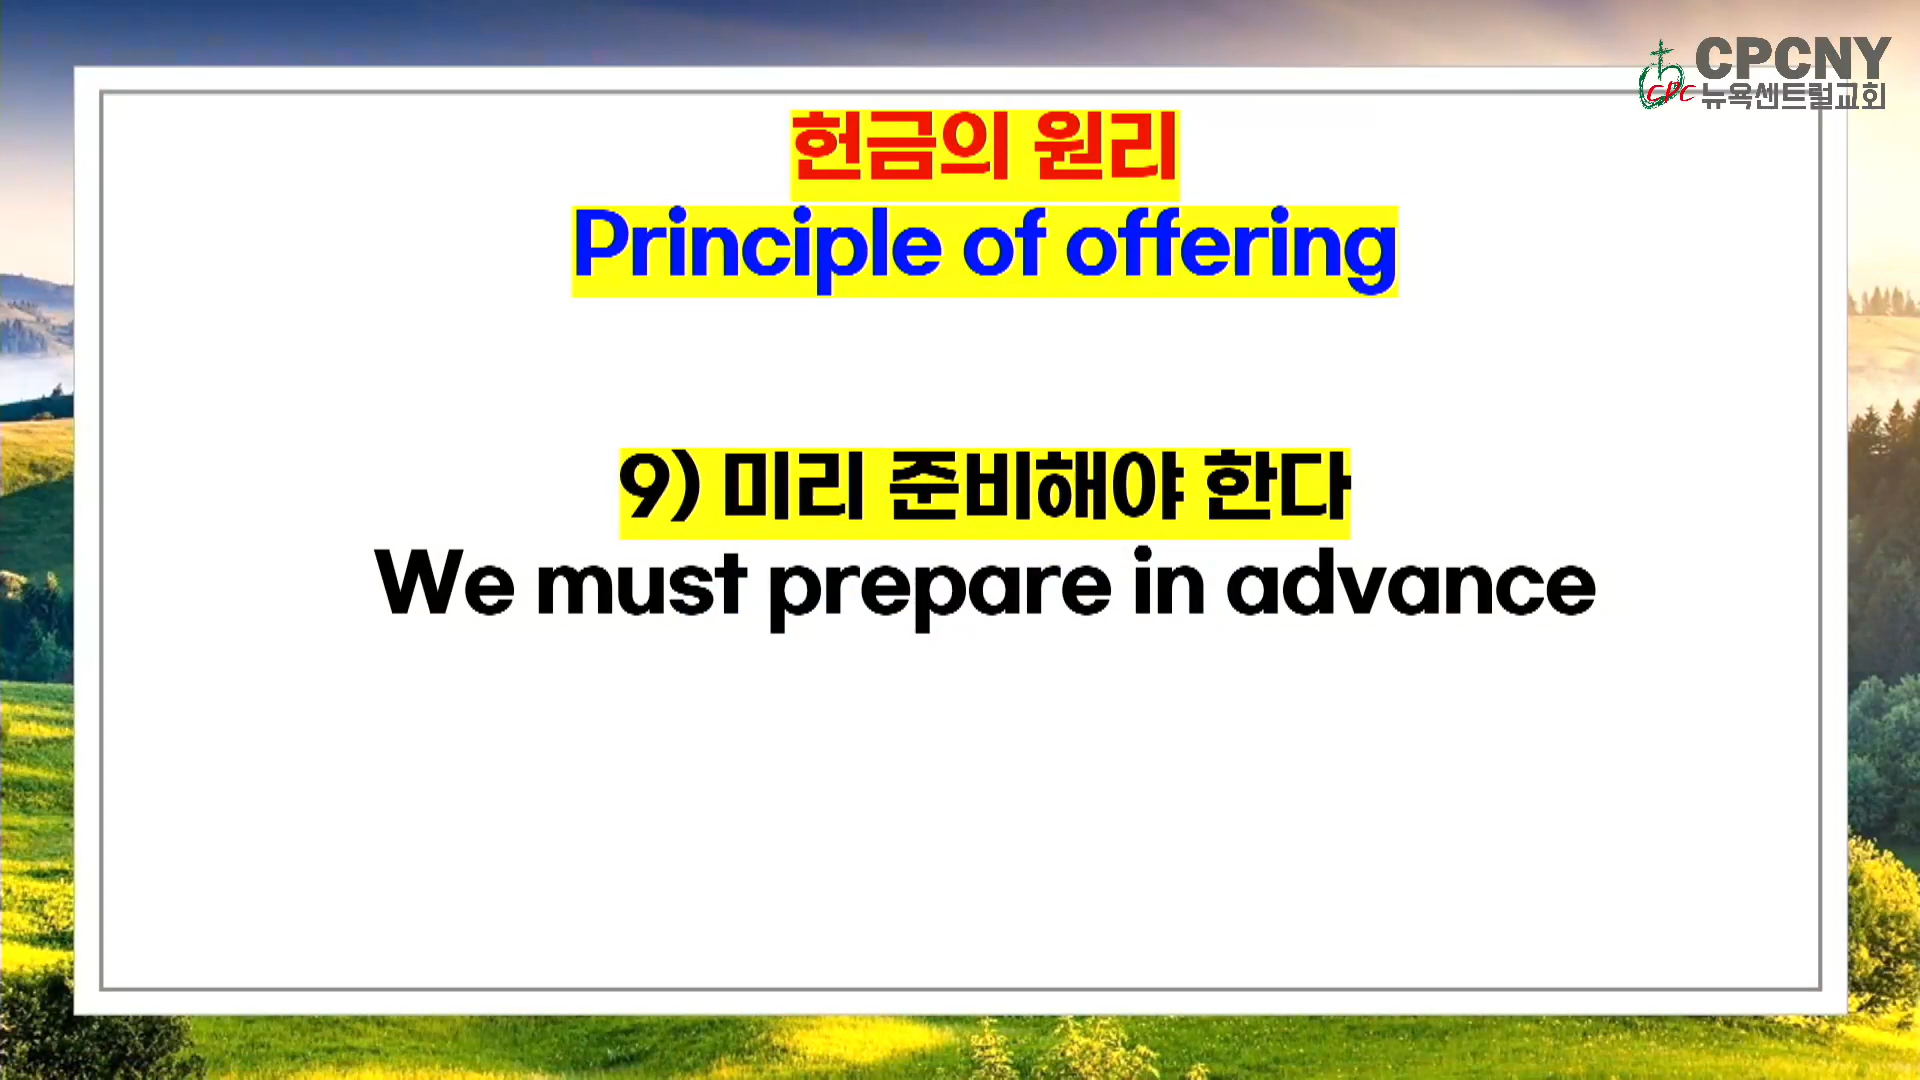 CPCNY
CPC 뉴욕센트럴교회
헌금의 원리
Principle of offering
9) 미리 준비해야 한다
We must prepare in advance